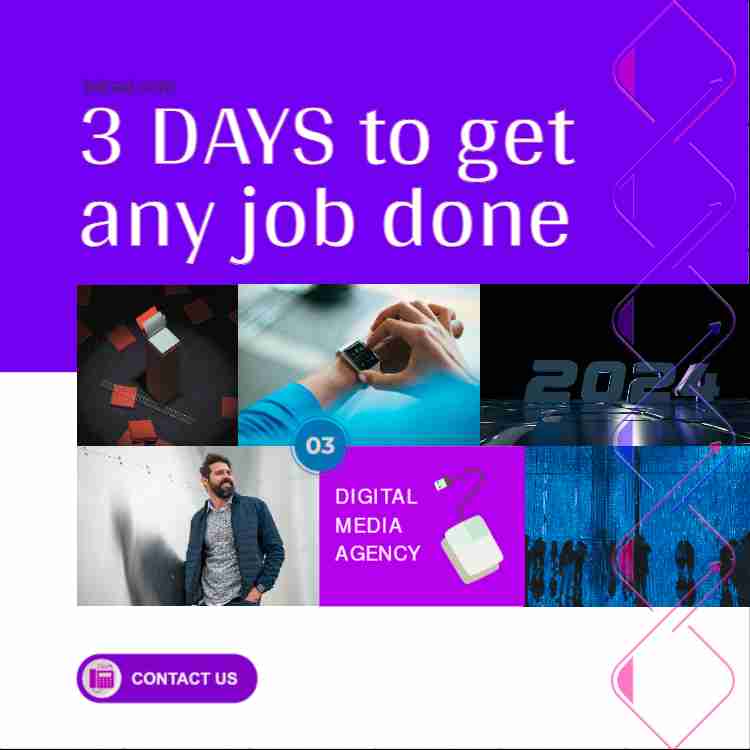 3 DAYS to get
any job done
2024
03
DIGITAL
MEDIA
AGENCY
CONTACT US